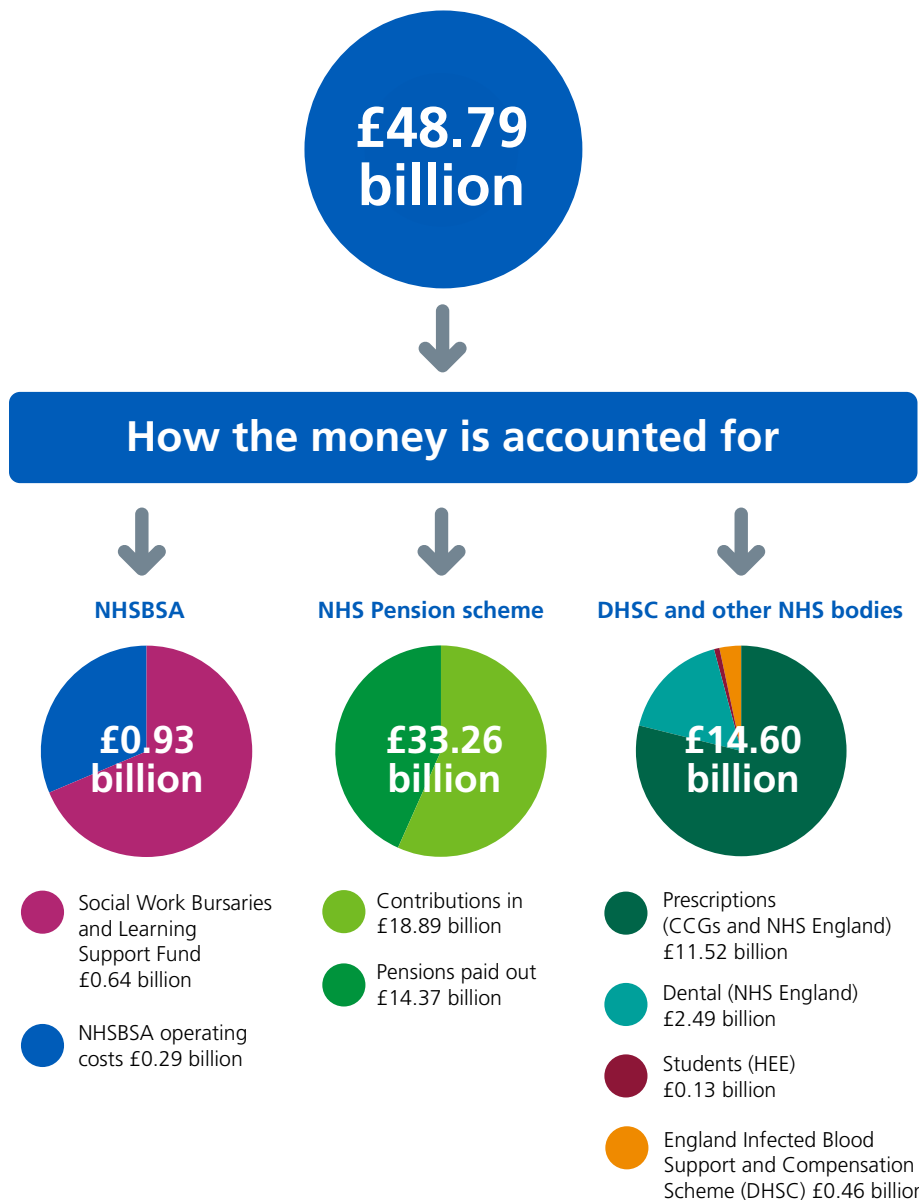 £48.79
billion
How the money is accounted for
NHSBSA
NHS Pension scheme
DHSC and other NHS bodies
£0.93
billion
£33.26
billion
£14.60
billion
Social Work Bursaries
and Learning
Support Fund
£0.64 billion
NHSBSA operating
costs £0.29 billion
Contributions in
£18.89 billion
Pensions paid out
£14.37 billion
Prescriptions
(CCGs and NHS England)
£11.52 billion
Dental (NHS England)
£2.49 billion
Students (HEE)
£0.13 billion
England Infected Blood
Support and Compensation
Scheme (DHSC) £0.46 billion